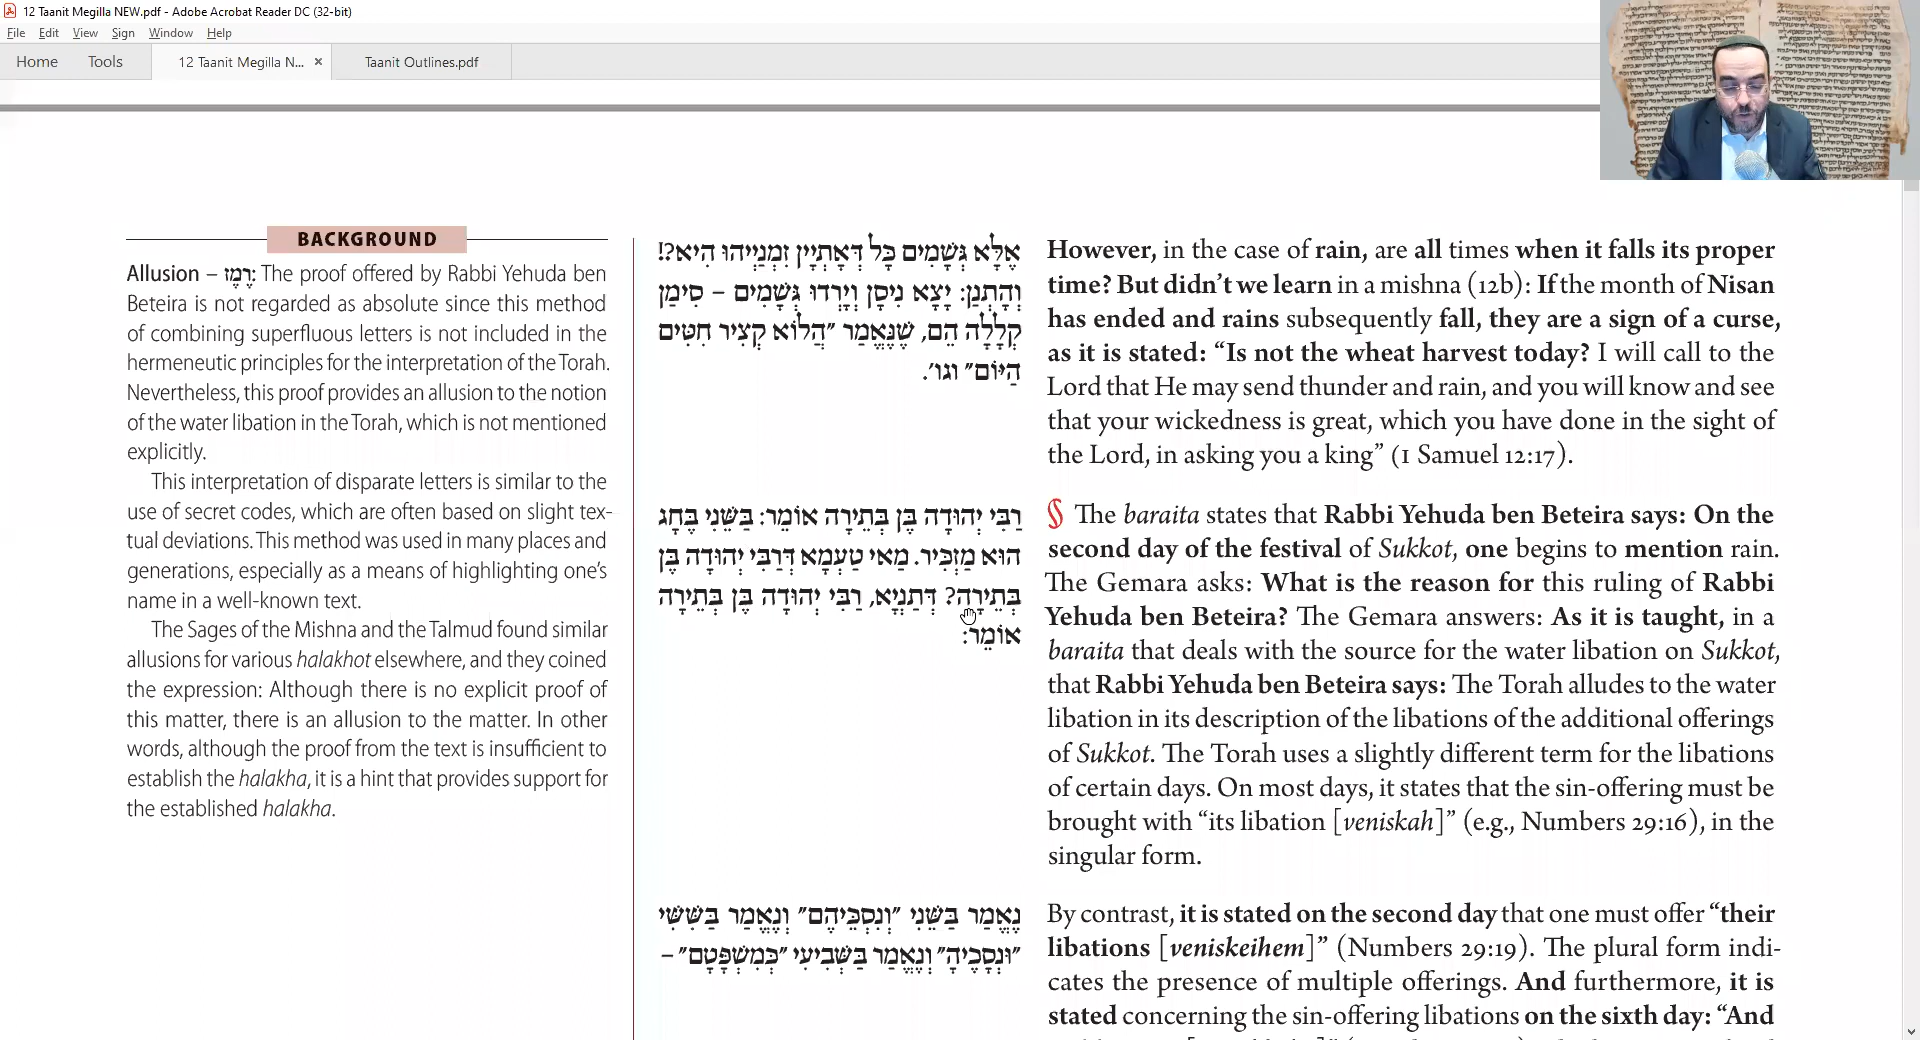 12 Taanit Megilla NEW.pdf - Adobe Acrobat Reader DC (32-bit)
File Edit View Sign Window Help
Home Tools 12 Taanit Megilla N... × Taanit Outlines.pdf
BACKGROUND
Allusion – רֶמֶז: The proof offered by Rabbi Yehuda ben
Beteira is not regarded as absolute since this method
of combining superfluous letters is not included in the
hermeneutic principles for the interpretation of the Torah.
Nevertheless, this proof provides an allusion to the notion
of the water libation in the Torah, which is not mentioned
explicitly.
This interpretation of disparate letters is similar to the
use of secret codes, which are often based on slight tex-
tual deviations. This method was used in many places and
generations, especially as a means of highlighting one's
name in a well-known text.
The Sages of the Mishna and the Talmud found similar
allusions for various halakhot elsewhere, and they coined
the expression: Although there is no explicit proof of
this matter, there is an allusion to the matter. In other
words, although the proof from the text is insufficient to
establish the halakha, it is a hint that provides support for
the established halakha.
אֶלָּא גְּשָׁמִים כָּל דְּאָתְיָין זִמְנַיְיהוּ הִיא?!
וְהָתְנַן: יָצָא נִיסָן וְיָרְדוּ גְּשָׁמִים – סִימַן
קְלָלָה הֵם, שֶׁנֶּאֱמַר ״הֲלוֹא קְצִיר חִטִּים
הַיּוֹם״ וגו׳.
רַבִּי יְהוּדָה בֶּן בְּתֵירָה אוֹמֵר: בַּשֵּׁנִי בֶּחָג
הוּא מַזְכִּיר. מַאי טַעְמָא דְּרַבִּי יְהוּדָה בֶּן
בְּתֵירָה? דְּתַנְיָא, רַבִּי יְהוּדָה בֶּן בְּתֵירָה
אוֹמֵר:
נֶאֱמַר בַּשֵּׁנִי ״וְנִסְכֵּיהֶם״ וְנֶאֱמַר בַּשִּׁשִּׁי
״וּנְסָכֶיהָ״ וְנֶאֱמַר בַּשְּׁבִיעִי ״כְּמִשְׁפָּטָם״ –
However, in the case of rain, are all times when it falls its proper
time? But didn't we learn in a mishna (12b): If the month of Nisan
has ended and rains subsequently fall, they are a sign of a curse,
as it is stated: “Is not the wheat harvest today? I will call to the
Lord that He may send thunder and rain, and you will know and see
that your wickedness is great, which you have done in the sight of
the Lord, in asking you a king” (I Samuel 12:17).
§ The baraita states that Rabbi Yehuda ben Beteira says: On the
second day of the festival of Sukkot, one begins to mention rain.
The Gemara asks: What is the reason for this ruling of Rabbi
Yehuda ben Beteira? The Gemara answers: As it is taught, in a
baraita that deals with the source for the water libation on Sukkot,
that Rabbi Yehuda ben Beteira says: The Torah alludes to the water
libation in its description of the libations of the additional offerings
of Sukkot. The Torah uses a slightly different term for the libations
of certain days. On most days, it states that the sin-offering must be
brought with “its libation [veniskah]” (e.g., Numbers 29:16), in the
singular form.
By contrast, it is stated on the second day that one must offer “their
libations [veniskeihem]” (Numbers 29:19). The plural form indi-
cates the presence of multiple offerings. And furthermore, it is
stated concerning the sin-offering libations on the sixth day: “And